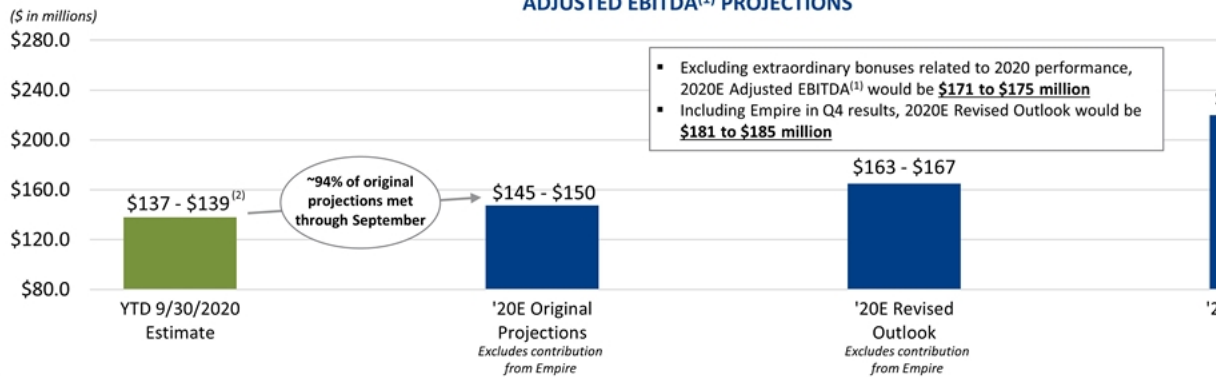 ADJUSTED EBITDA(1) PROJECTIONS
($ in millions)
$280.0
$240.0
$200.0
$160.0
$120.0
$80.0
▪ Excluding extraordinary bonuses related to 2020 performance,
2020E Adjusted EBITDA(1) would be $171 to $175 million
▪ Including Empire in Q4 results, 2020E Revised Outlook would be
$181 to $185 million
$137 - $139(2)
~94% of original
projections met
through September
$145 - $150
$163 - $167
YTD 9/30/2020
Estimate
'20E Original
Projections
Excludes contribution
from Empire
'20E Revised
Outlook
Excludes contribution
from Empire